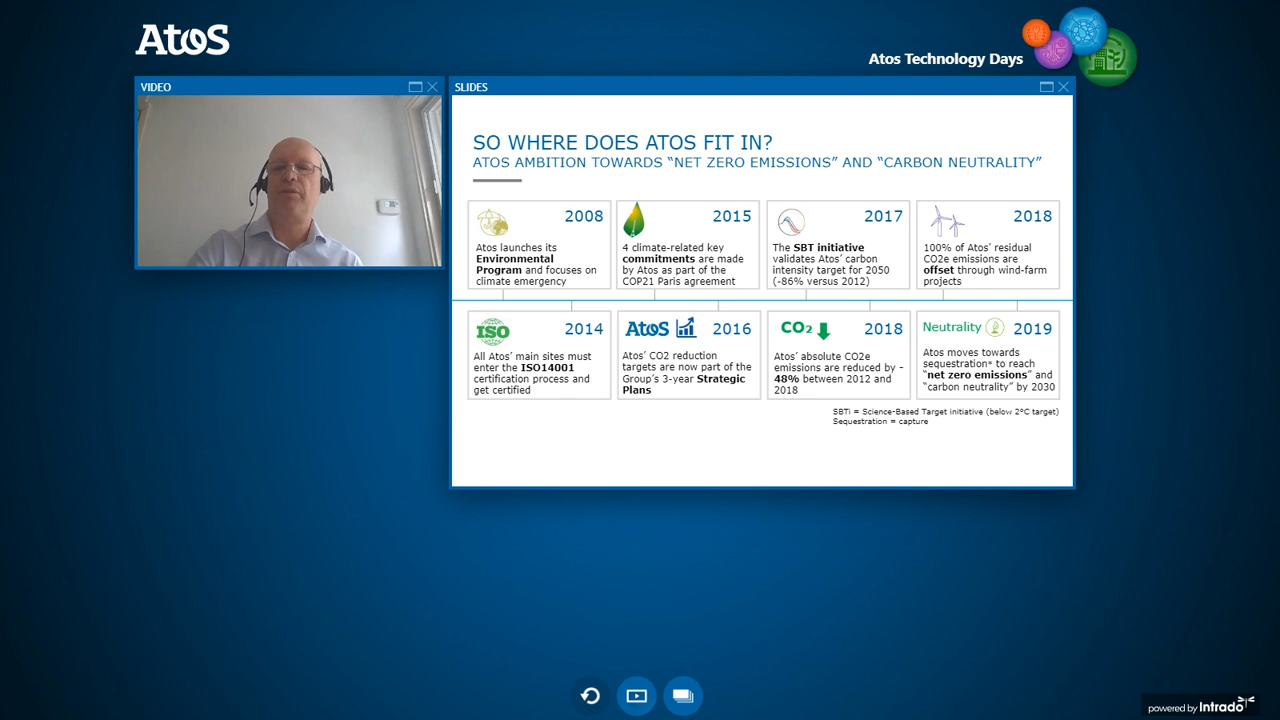 Atos
Atos Technology Days
VIDEO
SLIDES
SO WHERE DOES ATOS FIT IN?
ATOS AMBITION TOWARDS “NET ZERO EMISSIONS” AND “CARBON NEUTRALITY”
2008
Atos launches its
Environmental
Program and focuses on
climate emergency
2015
4 climate-related key
commitments are made
by Atos as part of the
COP21 Paris agreement
2017
The SBT initiative
validates Atos’ carbon
intensity target for 2050
(-86% versus 2012)
2018
100% of Atos’ residual
CO2e emissions are
offset through wind-farm
projects
ISO
2014
All Atos’ main sites must
enter the ISO14001
certification process and
get certified
Atos
2016
Atos’ CO2 reduction
targets are now part of the
Group’s 3-year Strategic
Plans
CO2
2018
Atos’ absolute CO2e
emissions are reduced by -
48% between 2012 and
2018
Neutrality
2019
Atos moves towards
sequestration* to reach
“net zero emissions” and
“carbon neutrality” by 2030
SBTi = Science-Based Target initiative (below 2°C target)
Sequestration = capture
powered by Intrado